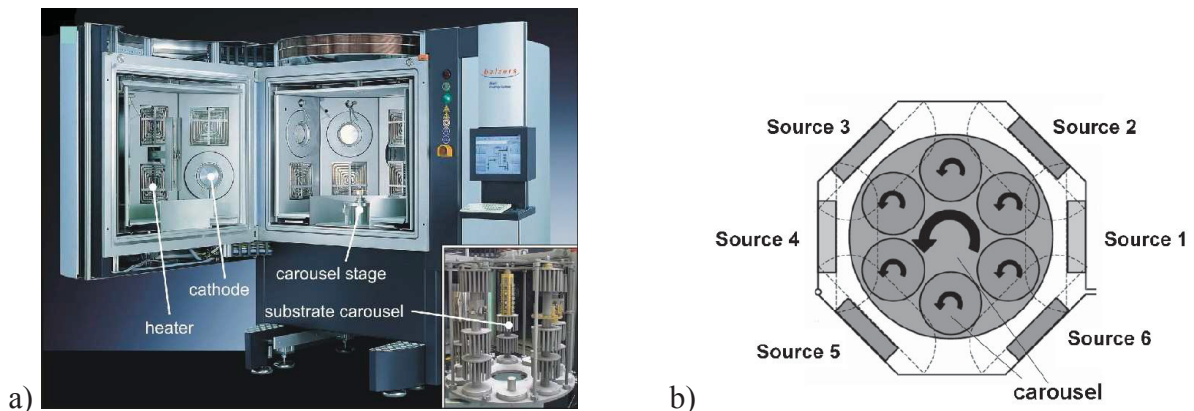 balzers
carousel stage
cathode
substrate carousel
heater
a)
Source 3
Source 2
Source 4
Source 1
Source 5
Source 6
carousel
b)